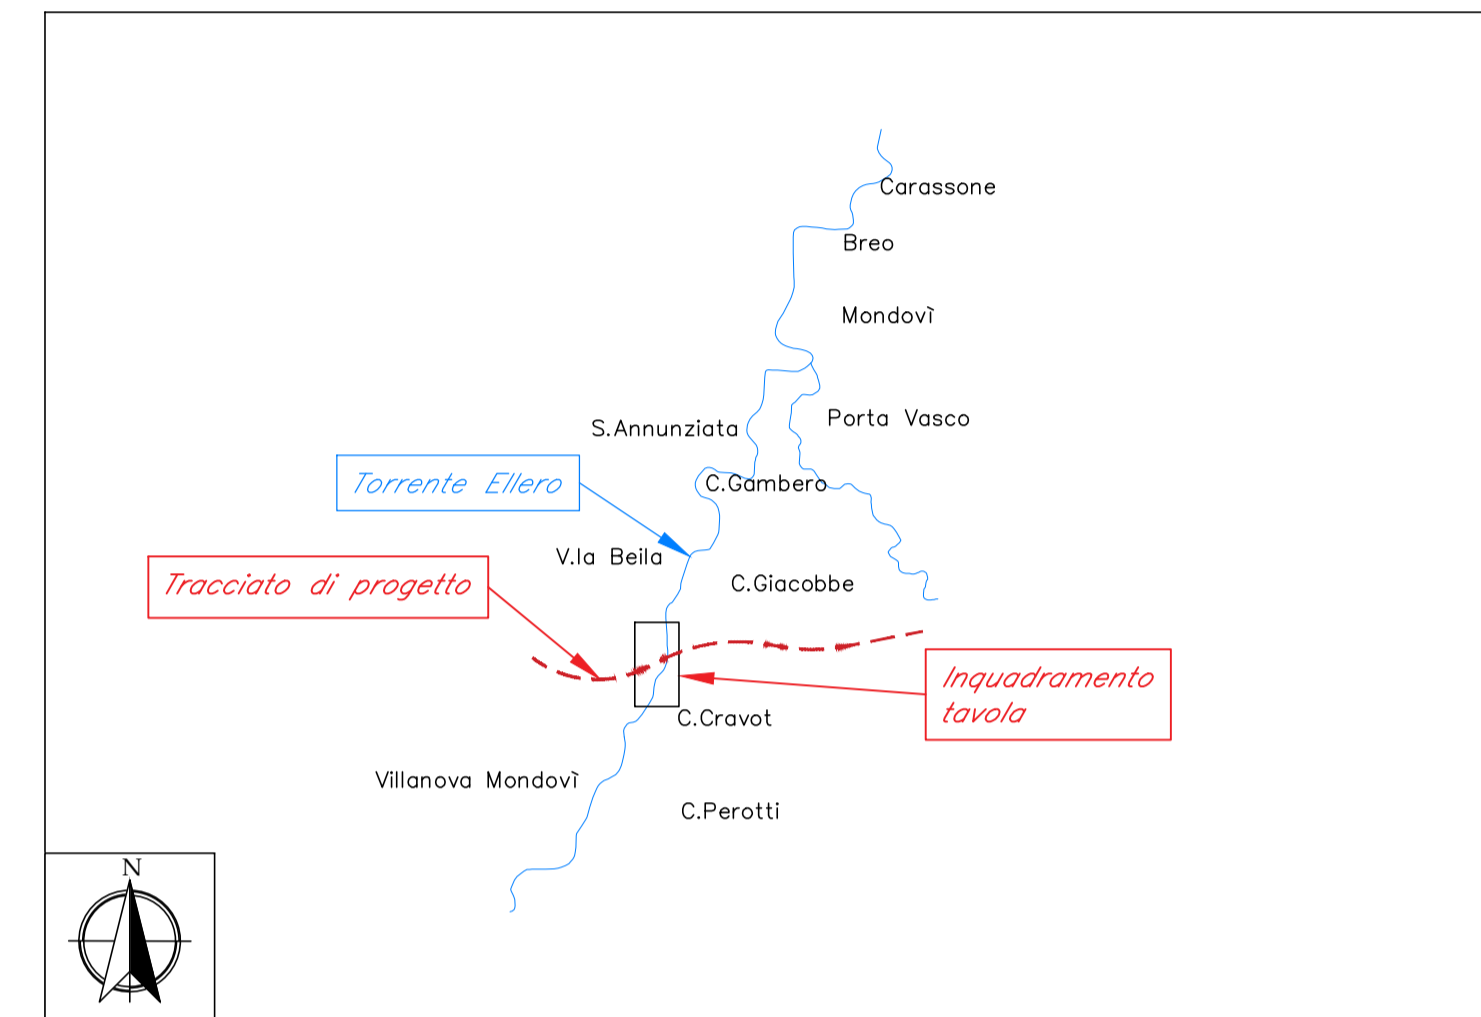 Carassone
Breo
Mondovì
Porta Vasco
S.Annunziata
C.Gambero
Torrente Ellero
V.la Beila
C.Giacobbe
Tracciato di progetto
Inquadramento
tavola
C.Cravot
Villanova Mondovì
C.Perotti
N